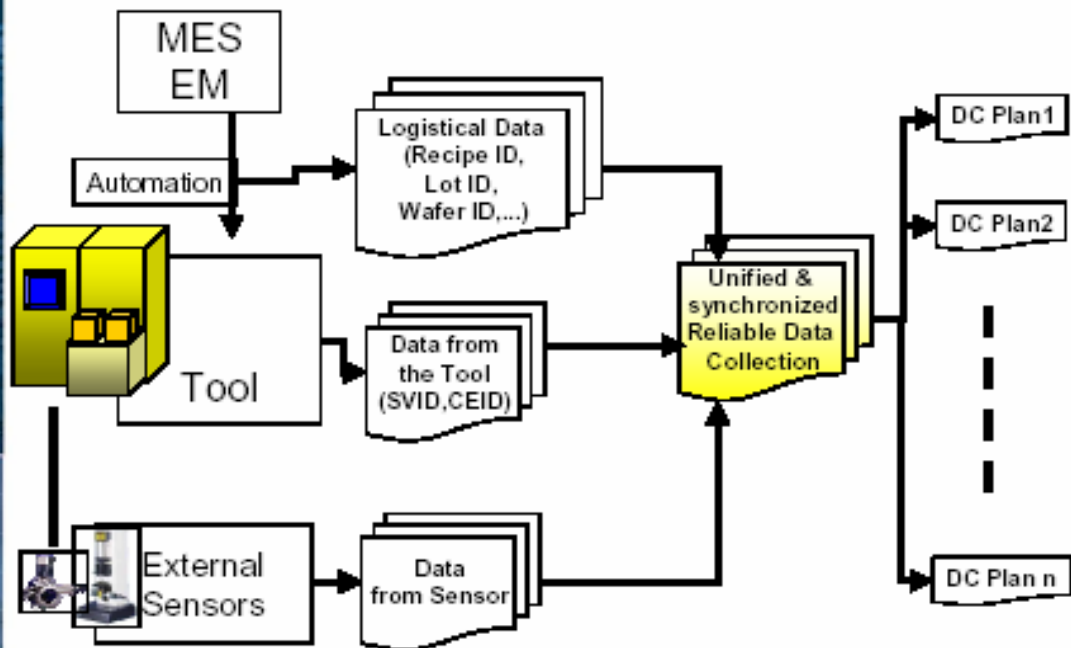 MES
EM
Automation
Logistical Data
(Recipe ID,
Lot ID,
Wafer ID,...)
DC Plan1
DC Plan2
Unified &
synchronized
Reliable Data
Collection
Tool
Data from
the Tool
(SVID,CEID)
External
Sensors
Data
from Sensor
DC Plan n